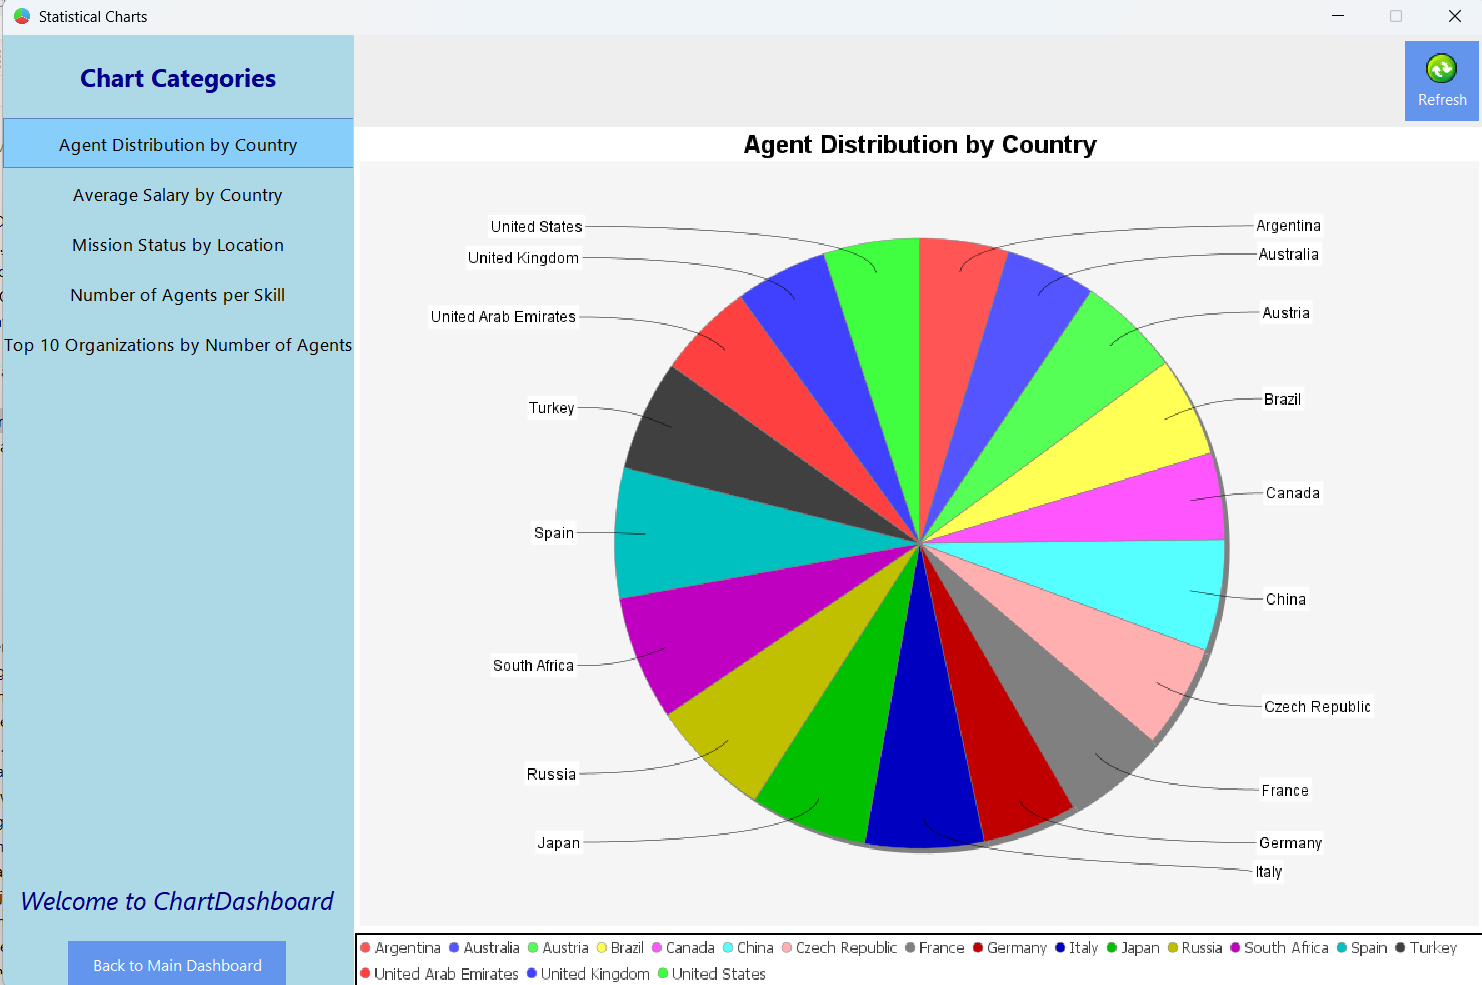 Statistical Charts
Chart Categories
Agent Distribution by Country
Average Salary by Country
Mission Status by Location
Number of Agents per Skill
Top 10 Organizations by Number of Agents
Welcome to ChartDashboard
Back to Main Dashboard
Refresh
Agent Distribution by Country
United States
United Kingdom
United Arab Emirates
Turkey
Spain
South Africa
Russia
Japan
Argentina
Australia
Austria
Brazil
Canada
China
Czech Republic
France
Germany
Italy
Argentina Australia Austria Brazil Canada China Czech Republic France Germany Italy Japan Russia South Africa Spain Turkey
United Arab Emirates United Kingdom United States